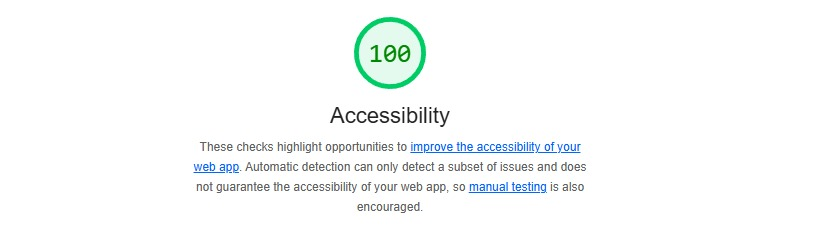 100
Accessibility
These checks highlight opportunities to improve the accessibility of your
web app. Automatic detection can only detect a subset of issues and does
not guarantee the accessibility of your web app, so manual testing is also
encouraged.